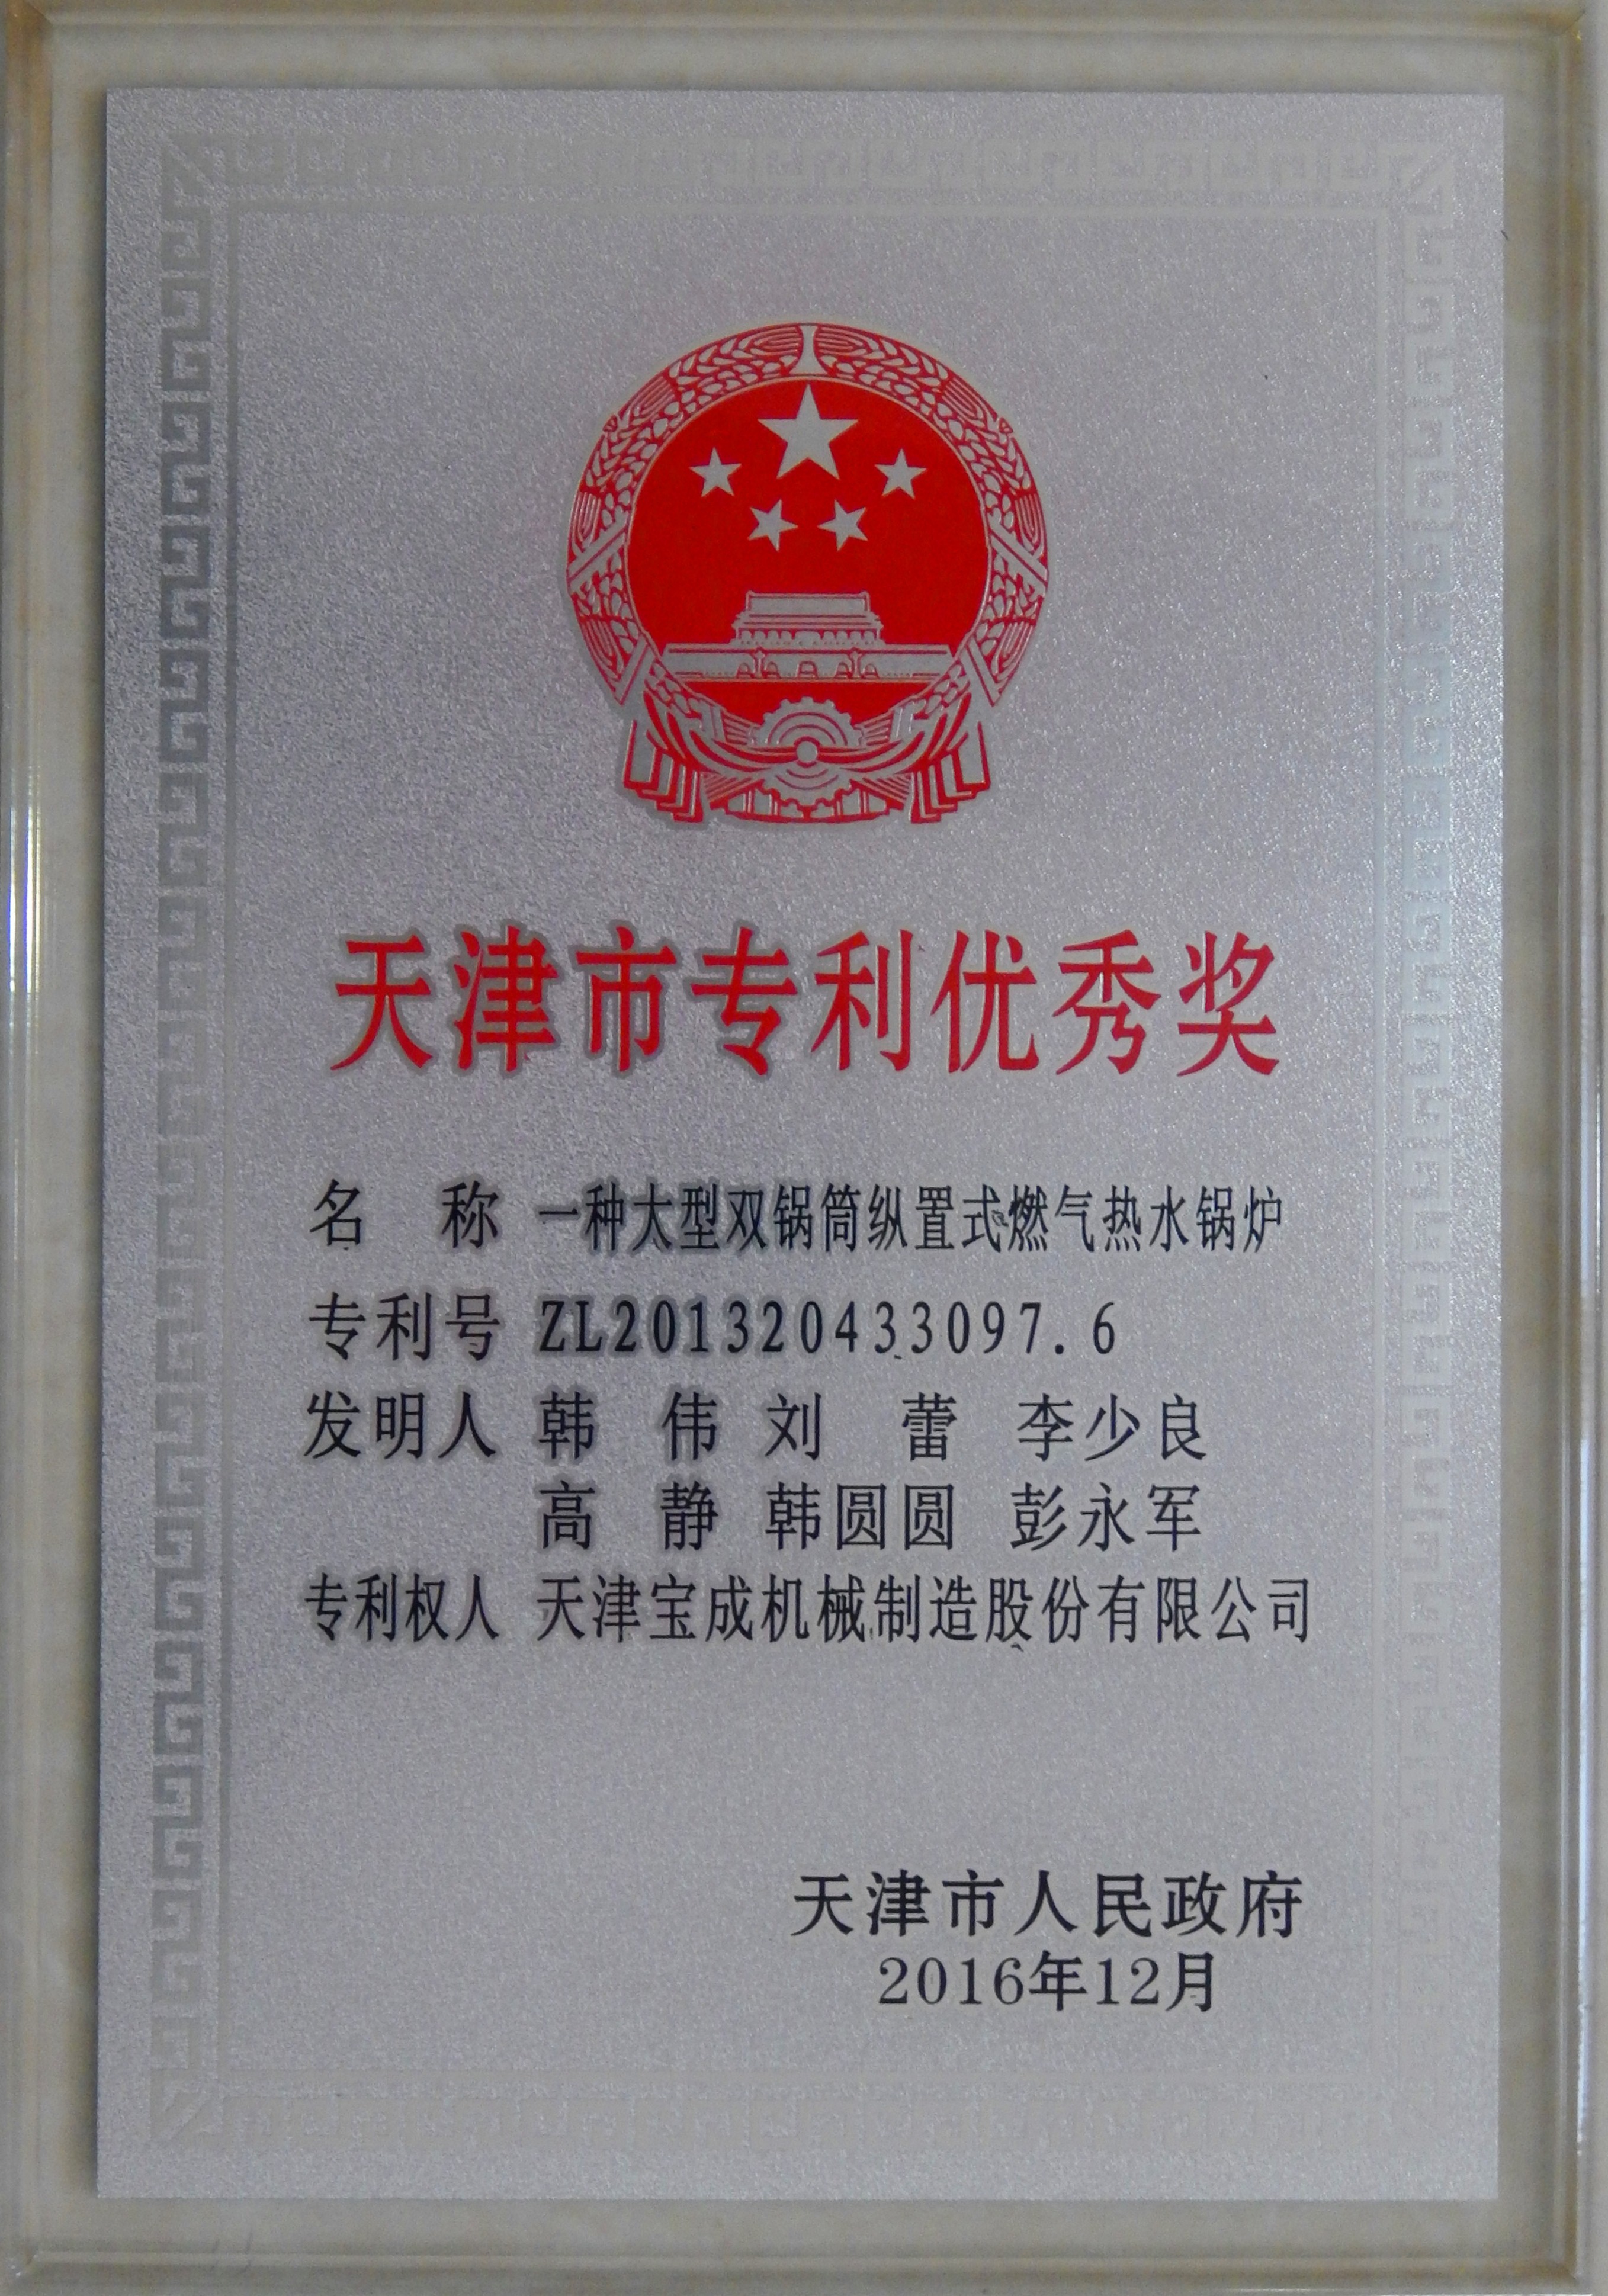 天津市专利优秀奖
名 称 一种大型双锅筒纵置式燃气热水锅炉
专利号 ZL201320433097.6
发明人 韩 伟 刘 蕾 李少良
高 静 韩圆圆 彭永军
专利权人 天津宝成机械制造股份有限公司
天津市人民政府
2016年12月